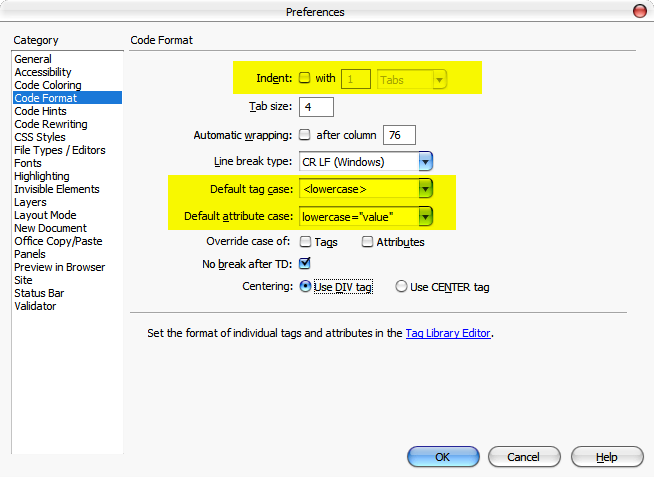 Preferences
Category
General
Accessibility
Code Coloring
Code Format
Code Hints
Code Rewriting
CSS Styles
File Types / Editors
Fonts
Highlighting
Invisible Elements
Layers
Layout Mode
New Document
Office Copy/Paste
Panels
Preview in Browser
Site
Status Bar
Validator
Code Format
Indent: with 1 Tabs
Tab size: 4
Automatic wrapping: after column 76
Line break type: CR LF (Windows)
Default tag case: <lowercase>
Default attribute case: lowercase="value"
Override case of: Tags Attributes
No break after TD:
Centering: Use DIV tag Use CENTER tag
Set the format of individual tags and attributes in the Tag Library Editor.
OK Cancel Help